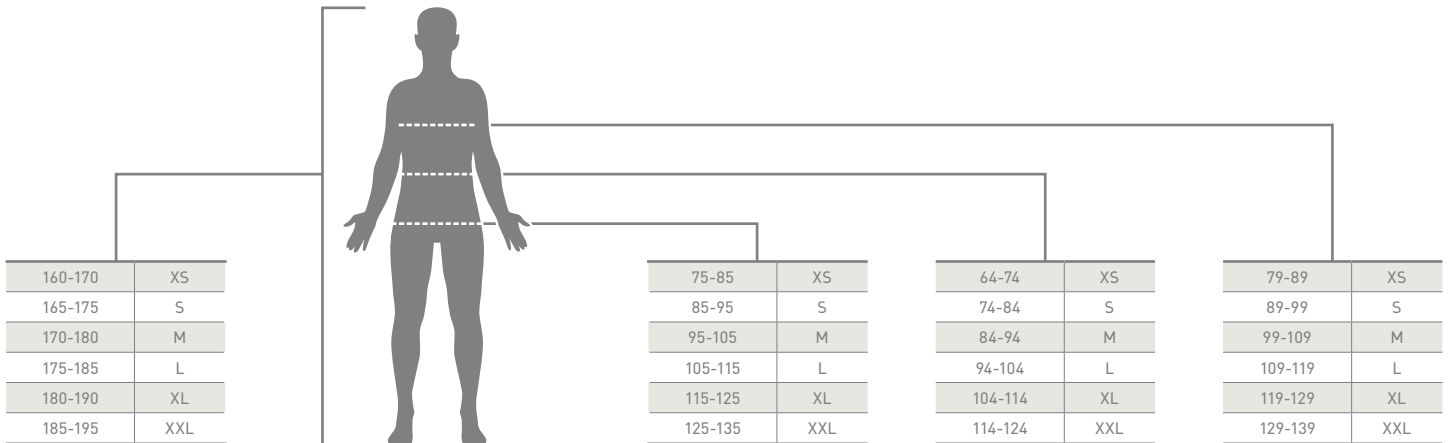 160-170 XS 75-85 XS 64-74 XS 79-89 XS
165-175 S 85-95 S 74-84 S 89-99 S
170-180 M 95-105 M 84-94 M 99-109 M
175-185 L 105-115 L 94-104 L 109-119 L
180-190 XL 115-125 XL 104-114 XL 119-129 XL
185-195 XXL 125-135 XXL 114-124 XXL 129-139 XXL